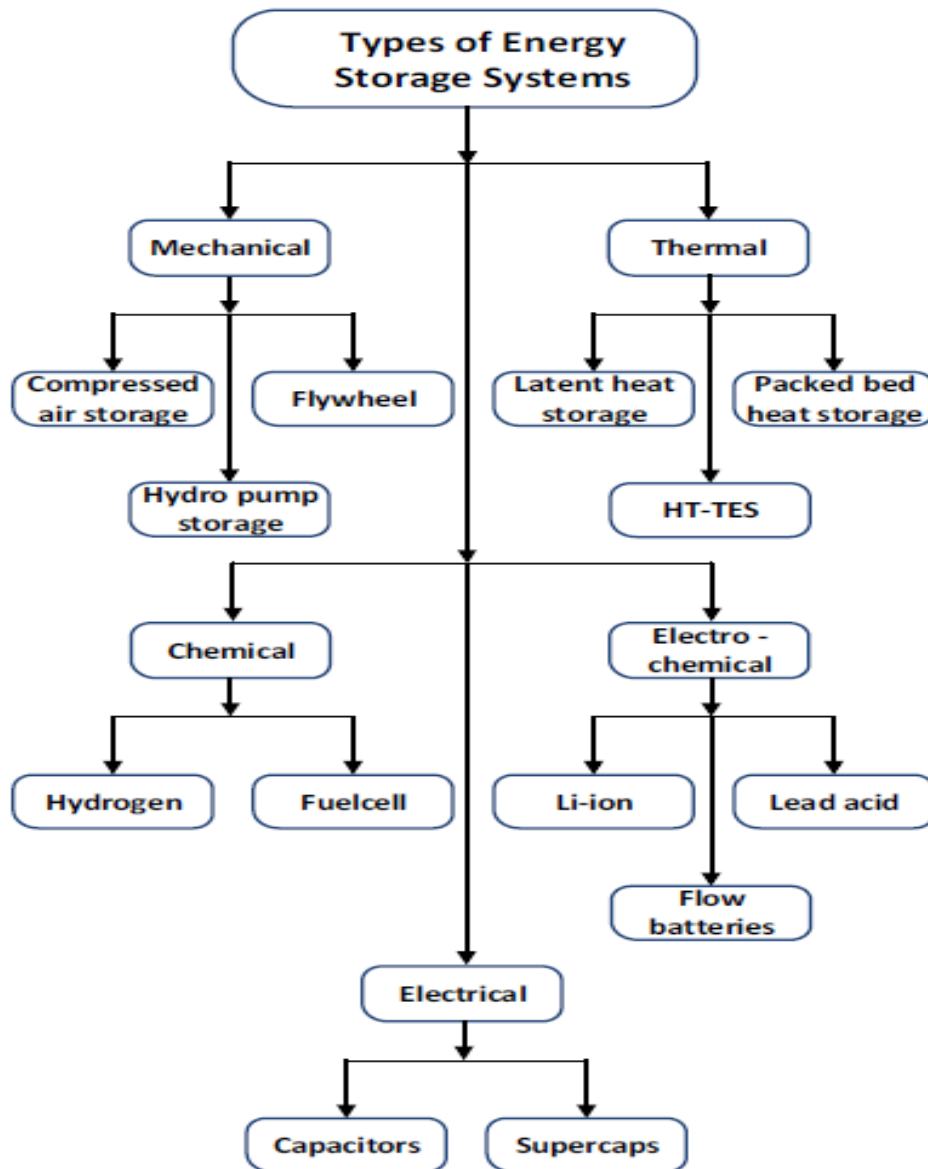 Types of Energy
Storage Systems
Mechanical
Thermal
Compressed
air storage
Flywheel
Latent heat
storage
Packed bed
heat storage
Hydro pump
storage
HT-TES
Chemical
Electro -
chemical
Hydrogen
Fuelcell
Li-ion
Lead acid
Flow
batteries
Electrical
Capacitors
Supercaps